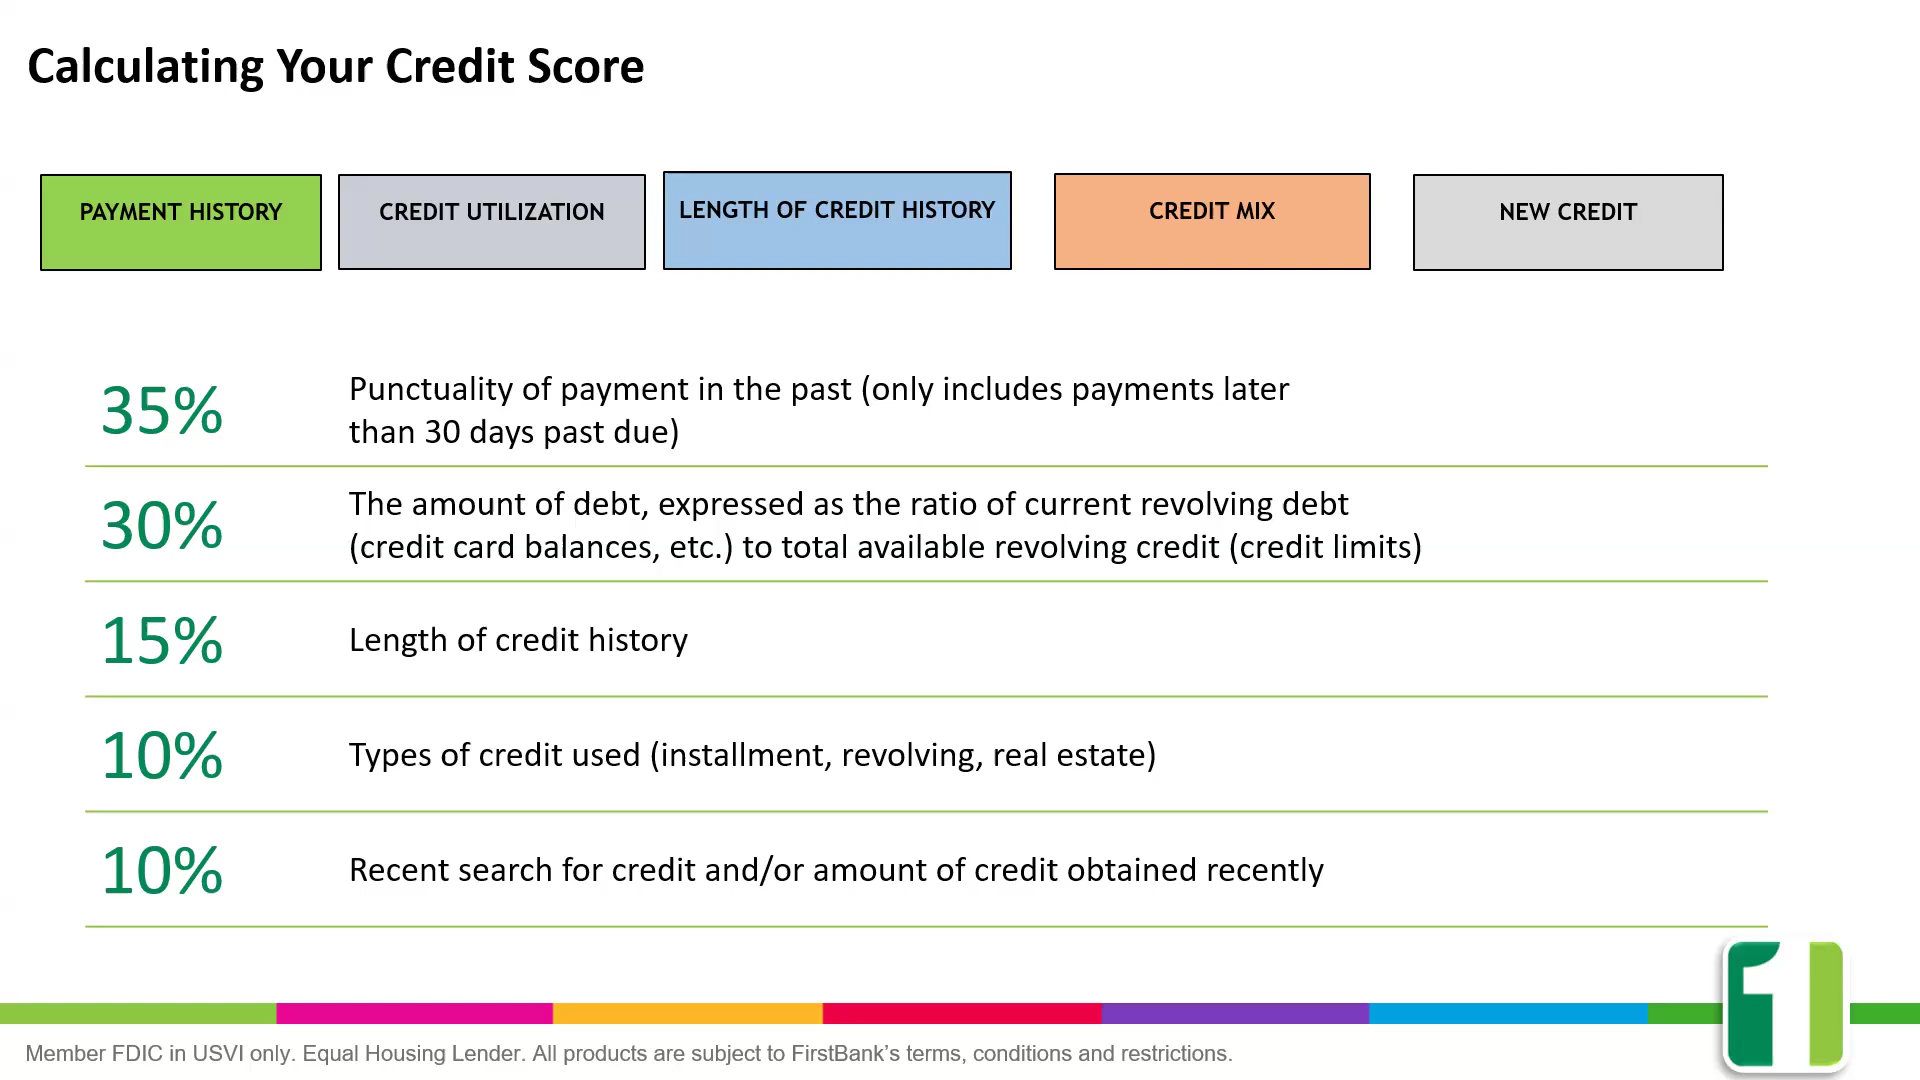 Calculating Your Credit Score
PAYMENT HISTORY
CREDIT UTILIZATION
LENGTH OF CREDIT HISTORY
CREDIT MIX
NEW CREDIT
35%
Punctuality of payment in the past (only includes payments later
than 30 days past due)
30%
The amount of debt, expressed as the ratio of current revolving debt
(credit card balances, etc.) to total available revolving credit (credit limits)
15%
Length of credit history
10%
Types of credit used (installment, revolving, real estate)
10%
Recent search for credit and/or amount of credit obtained recently
1
Member FDIC in USVI only. Equal Housing Lender. All products are subject to FirstBank’s terms, conditions and restrictions.